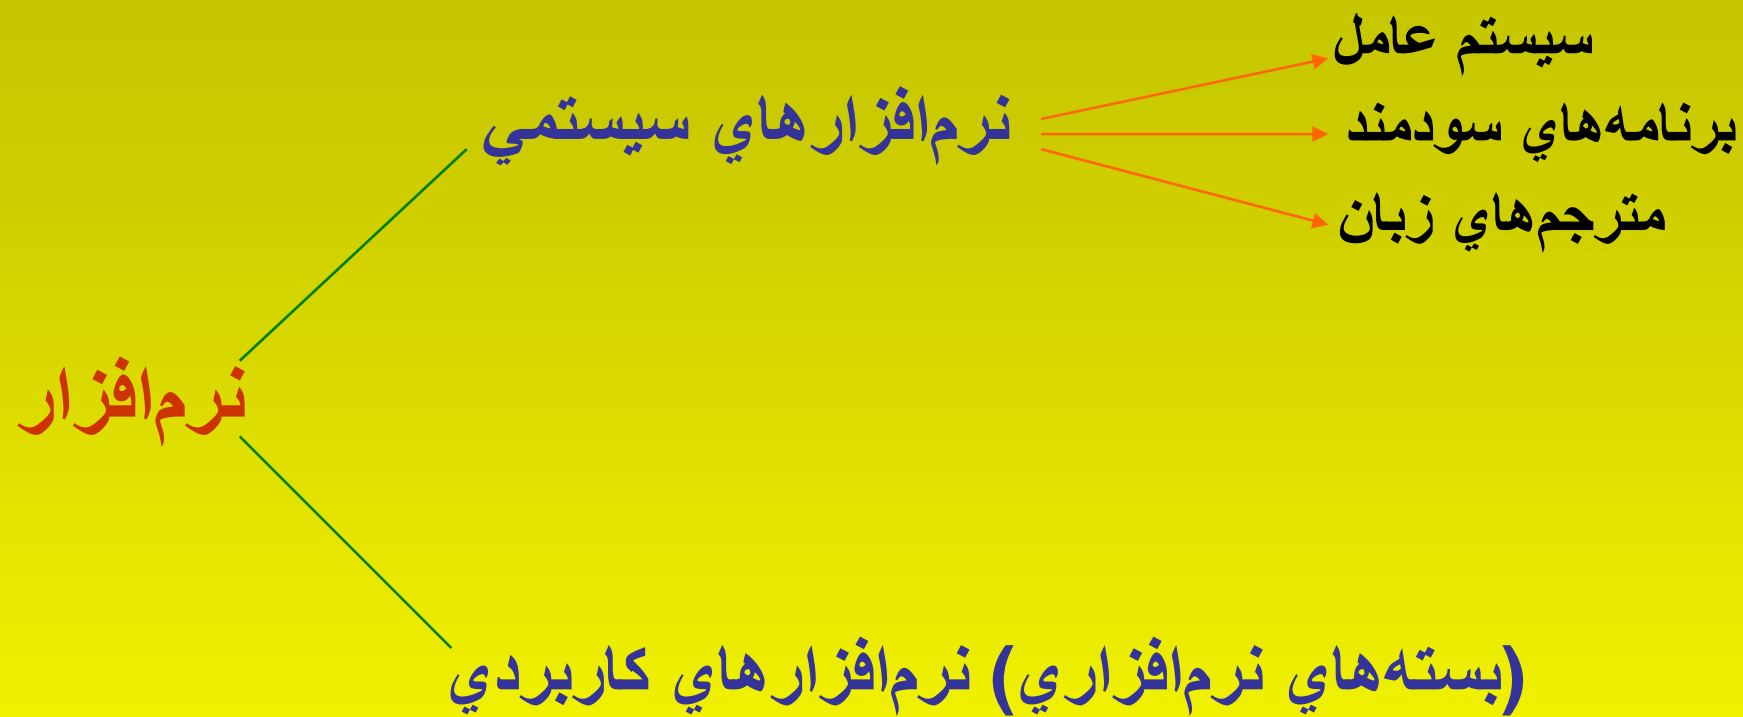 سيستم عامل
نرم‌افزارهاي سيستمي
برنامه‌هاي سودمند
مترجم‌هاي زبان
نرم‌افزار
(بسته‌هاي نرم‌افزاري) نرم‌افزارهاي كاربردي